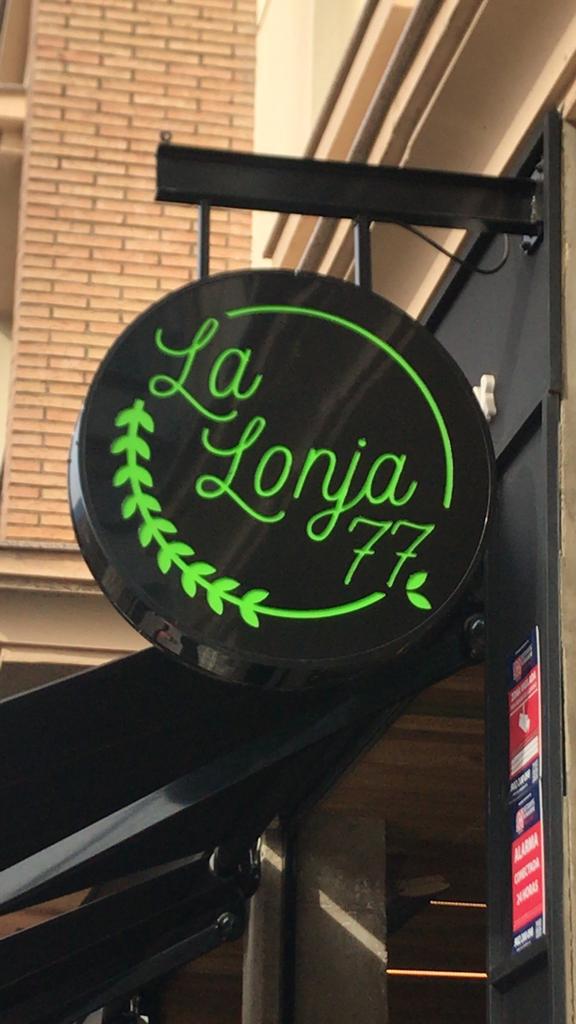 La
Lonja
77
ALARMA
CONECTADA
24 HORAS